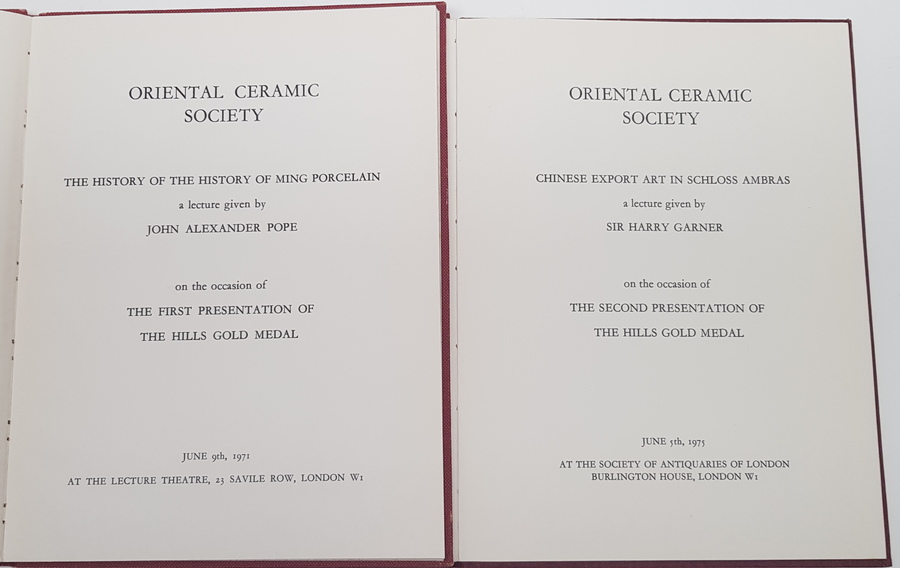 ORIENTAL CERAMIC
SOCIETY
THE HISTORY OF THE HISTORY OF MING PORCELAIN
a lecture given by
JOHN ALEXANDER POPE
on the occasion of
THE FIRST PRESENTATION OF
THE HILLS GOLD MEDAL
JUNE 9th, 1971
AT THE LECTURE THEATRE, 23 SAVILE ROW, LONDON W1
ORIENTAL CERAMIC
SOCIETY
CHINESE EXPORT ART IN SCHLOSS AMBRAS
a lecture given by
SIR HARRY GARNER
on the occasion of
THE SECOND PRESENTATION OF
THE HILLS GOLD MEDAL
JUNE 5th, 1975
AT THE SOCIETY OF ANTIQUARIES OF LONDON
BURLINGTON HOUSE, LONDON W1